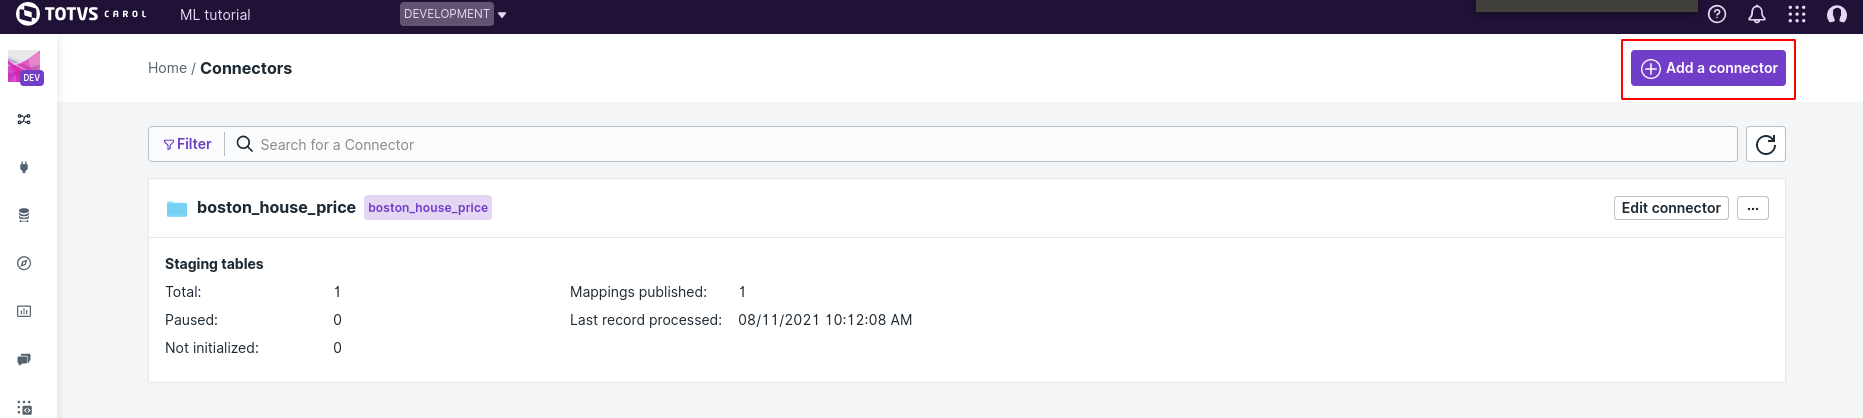 TOTVS CAROL ML tutorial DEVELOPMENT
DEV
Home / Connectors
Add a connector
Filter Search for a Connector
boston_house_price boston_house_price Edit connector ...
Staging tables
Total: 1 Mappings published: 1
Paused: 0 Last record processed: 08/11/2021 10:12:08 AM
Not initialized: 0